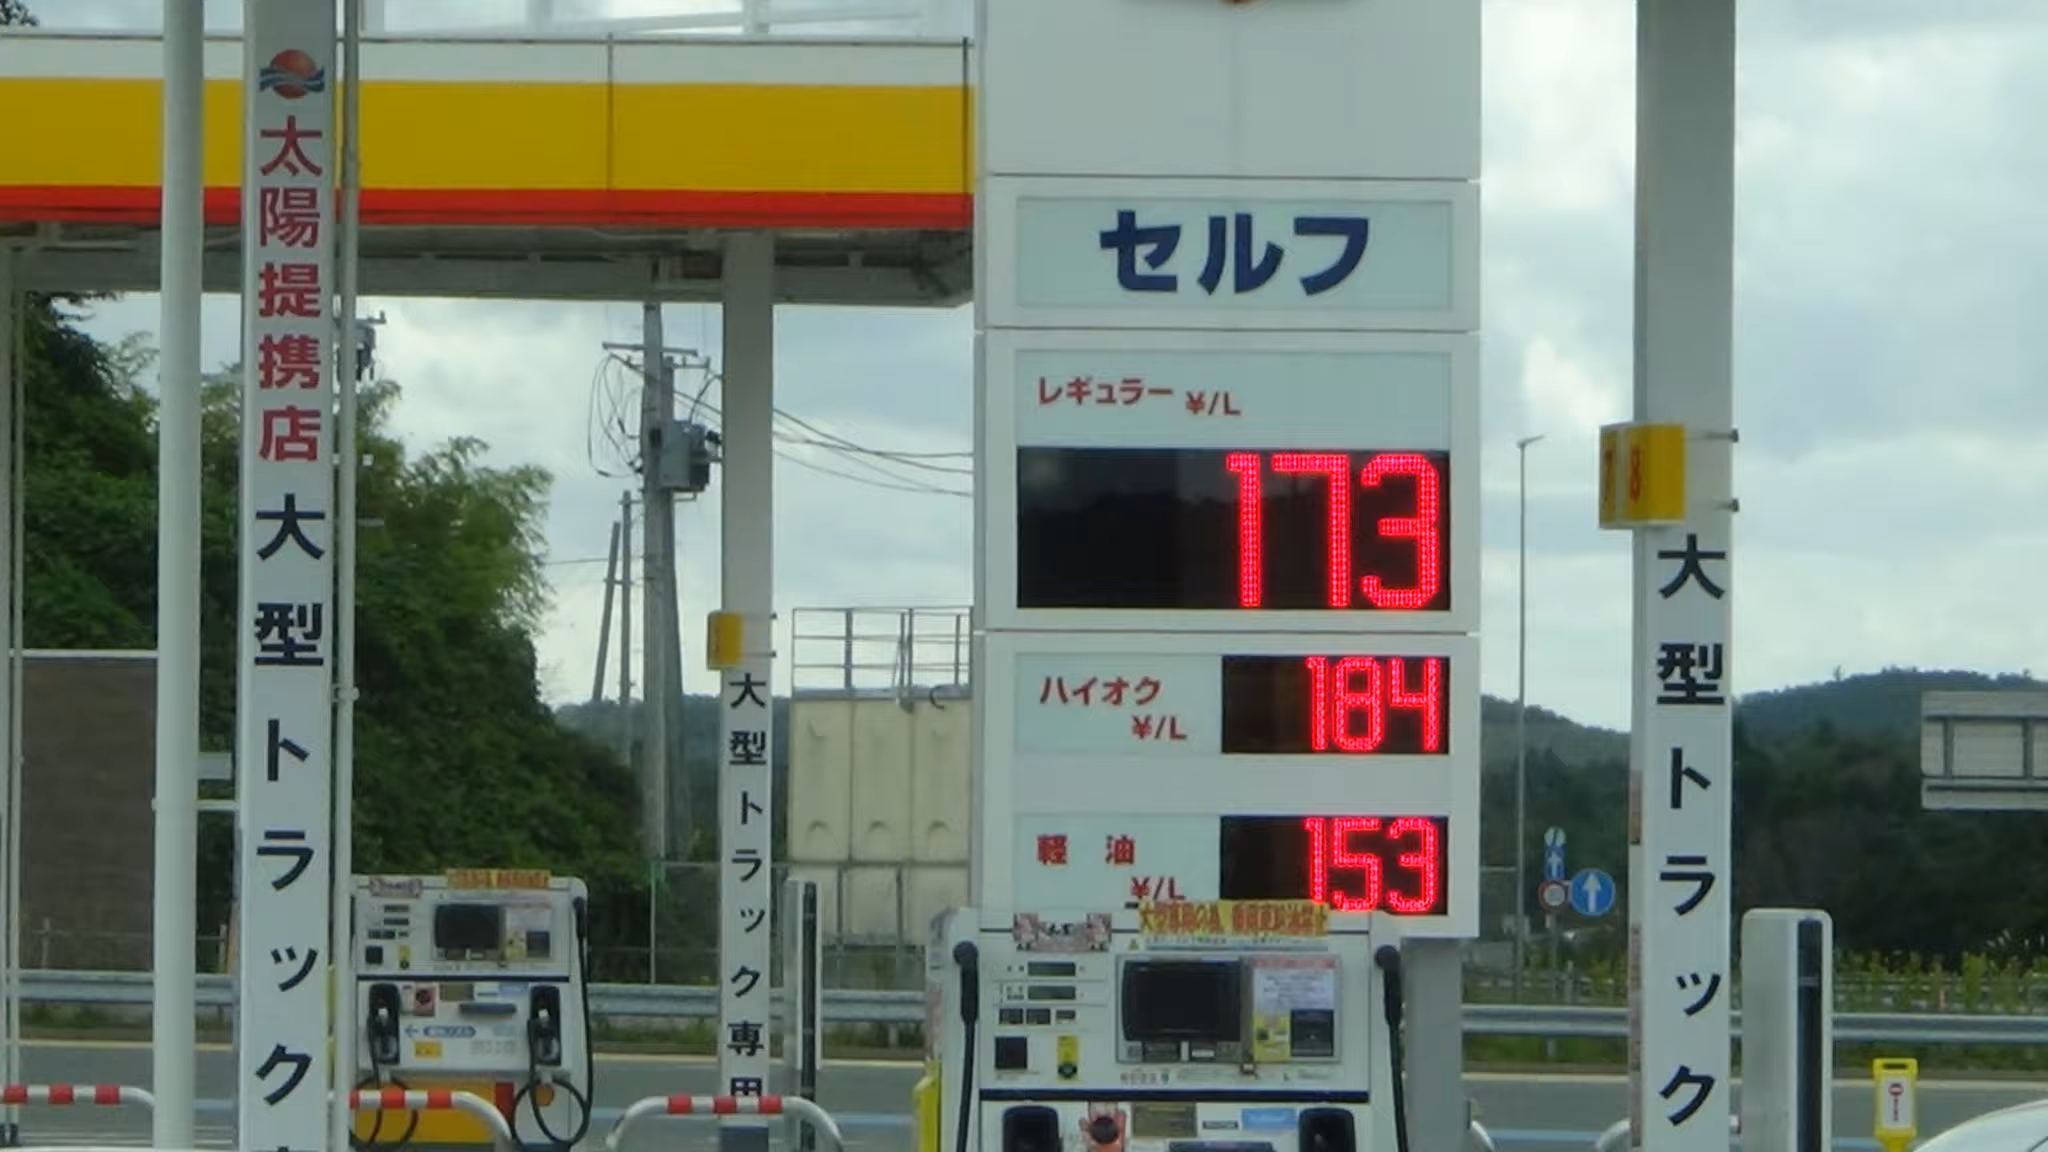 太陽提携店 大型トラック
セルフ
レギュラー ¥/L
173
ハイオク
¥/L
184
軽油
¥/L
153
8
大型トラック
大型トラック専用